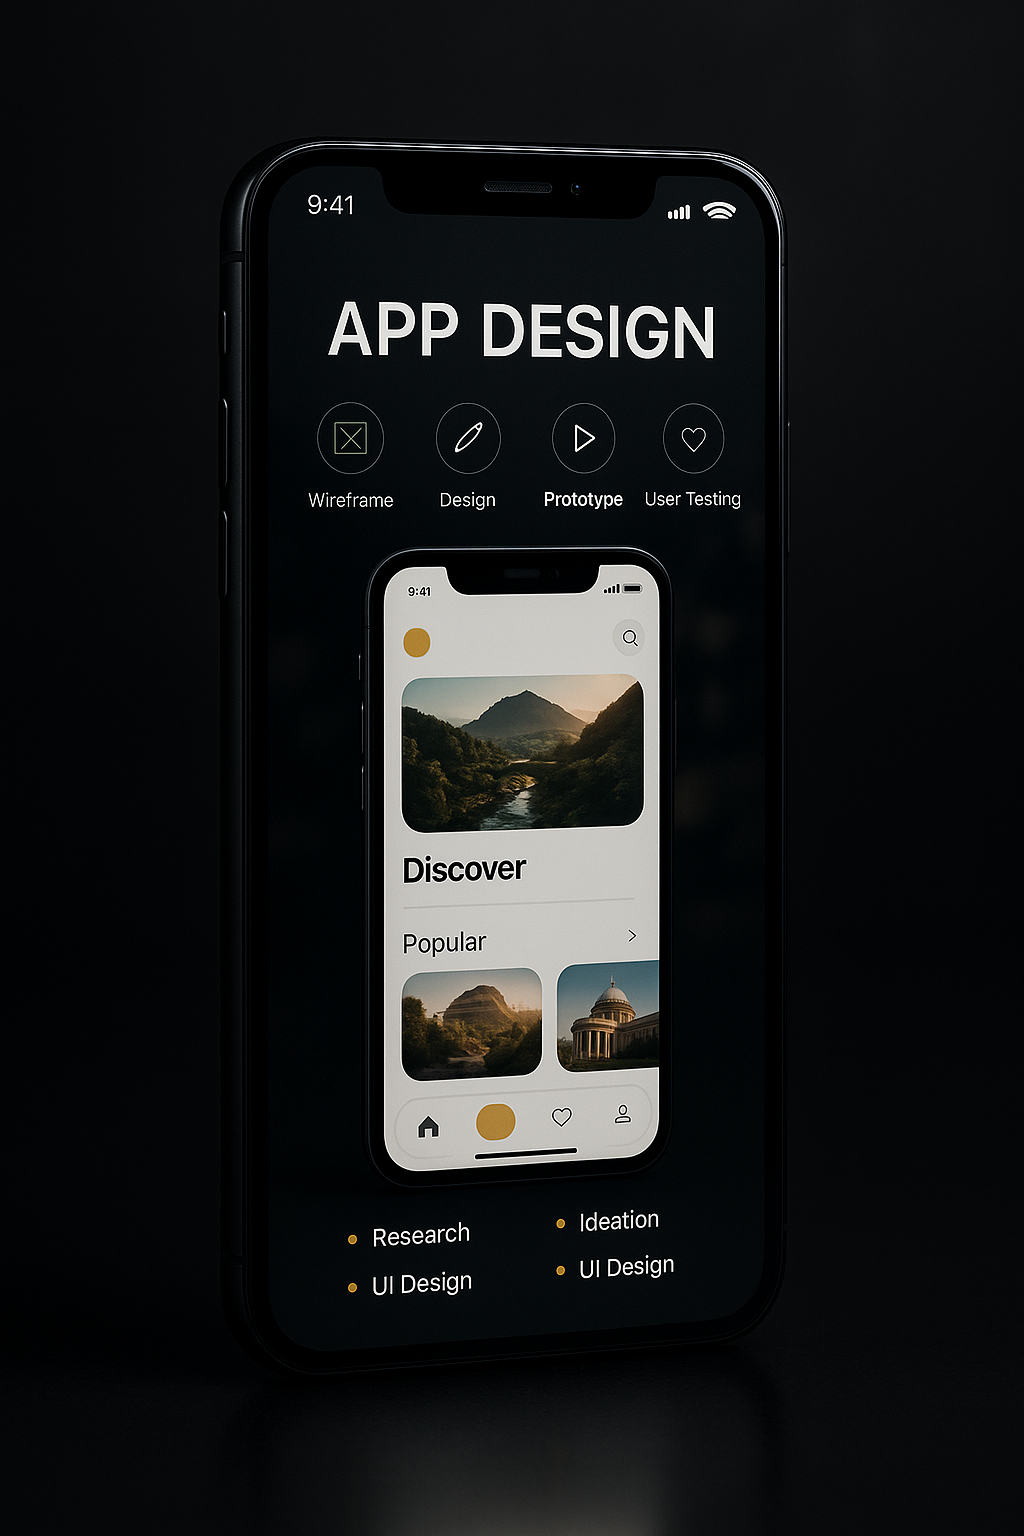 9:41
APP DESIGN
Wireframe Design Prototype User Testing
9:41
Discover
Popular
Research Ideation
UI Design UI Design